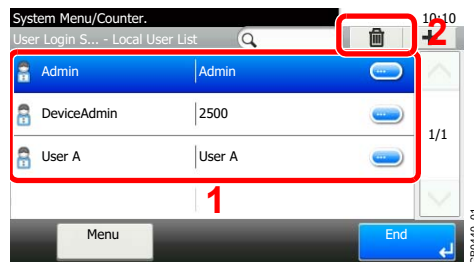 System Menu/Counter.
10:10
User Login S... - Local User List
2
Admin Admin
DeviceAdmin 2500
1/1
User A User A
1
Menu
End